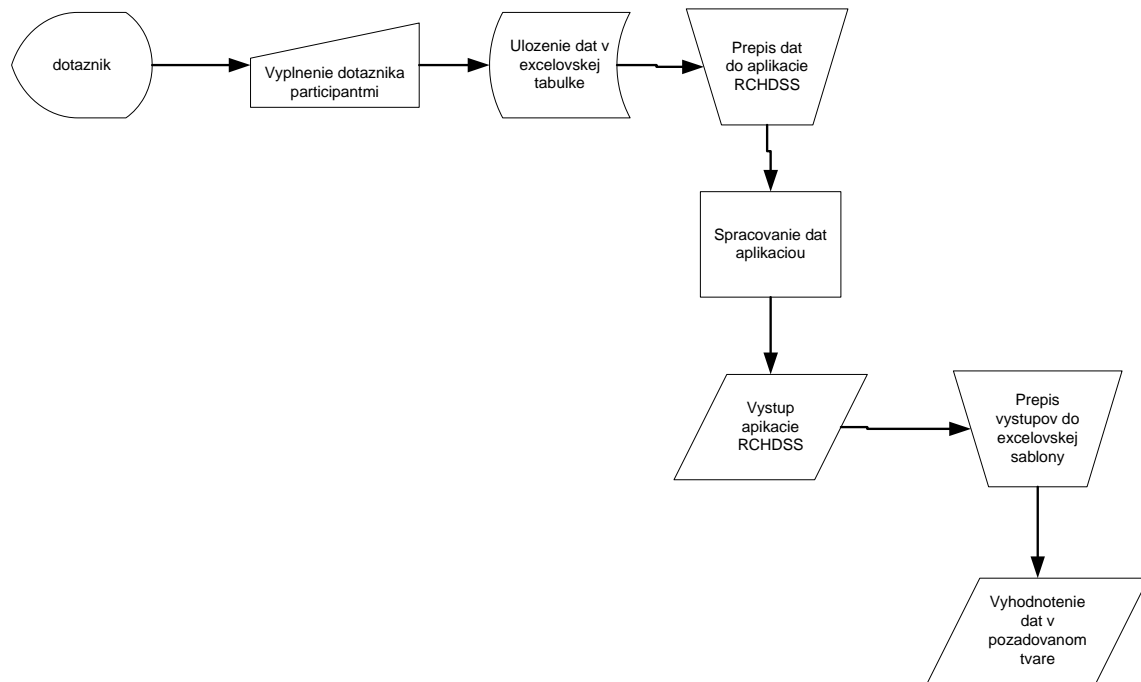 dotaznik
Vyplnenie dotaznika
participantmi
Ulozenie dat v
excelovskej
tabulke
Prepis dat
do aplikacie
RCHDSS
Spracovanie dat
aplikaciou
Vystup
apikacie
RCHDSS
Prepis
vystupov do
excelovskej
sablony
Vyhodnotenie
dat v
pozadovanom
tvare